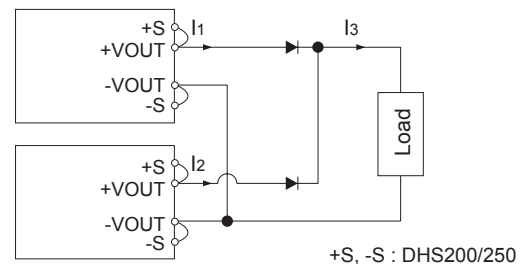 +S
I1
I3
+VOUT
-VOUT
-S
Load
+S
I2
+VOUT
-VOUT
-S
+S, -S : DHS200/250